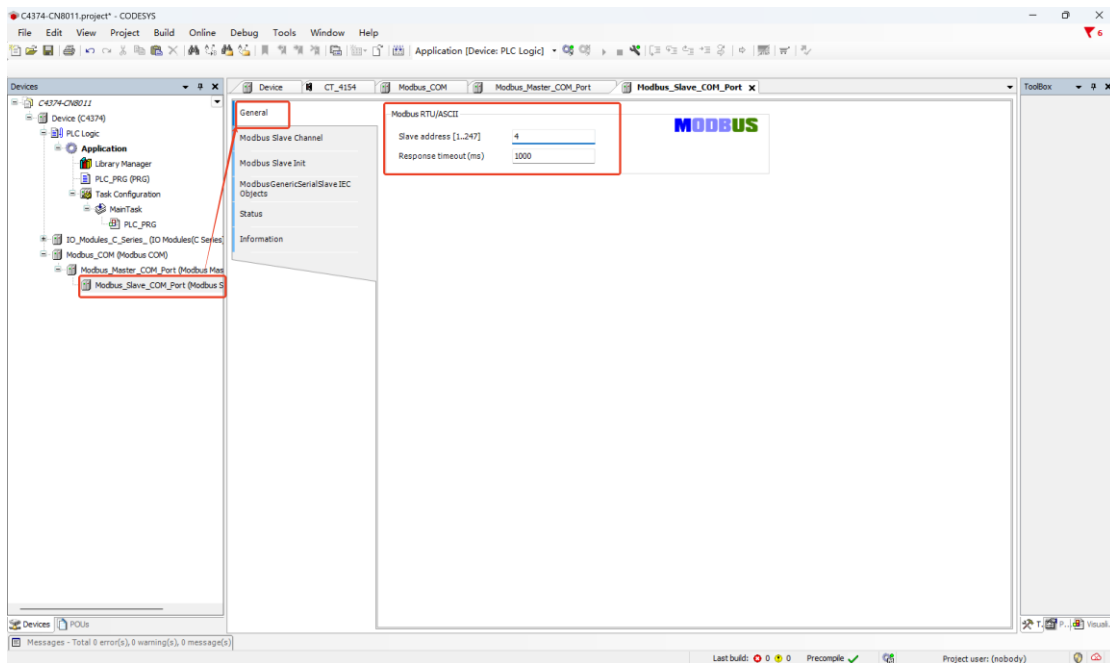 C4374-CN8011.project* - CODESYS
File Edit View Project Build Online Debug Tools Window Help
6
Application [Device: PLC Logic]
Devices
Device
CT_4154
Modbus_COM
Modbus_Master_COM_Port
Modbus_Slave_COM_Port
ToolBox
C4374-CN8011
Device (C4374)
PLC Logic
Application
Library Manager
PLC_PRG (PRG)
Task Configuration
MainTask
PLC_PRG
IO_Modules_C_Series_ (IO Modules(C Series
Modbus_COM (Modbus COM)
Modbus_Master_COM_Port (Modbus Mas
Modbus_Slave_COM_Port (Modbus S
General
Modbus Slave Channel
Modbus Slave Init
ModbusGenericSerialSlave IEC
Objects
Status
Information
Modbus RTU/ASCII
Slave address [1..247] 4
Response timeout (ms) 1000
MODBUS
Devices POUs
T. P... Visuali.
Messages - Total 0 error(s), 0 warning(s), 0 message(s)
Last build: 0 0 Precompile
Project user: (nobody)